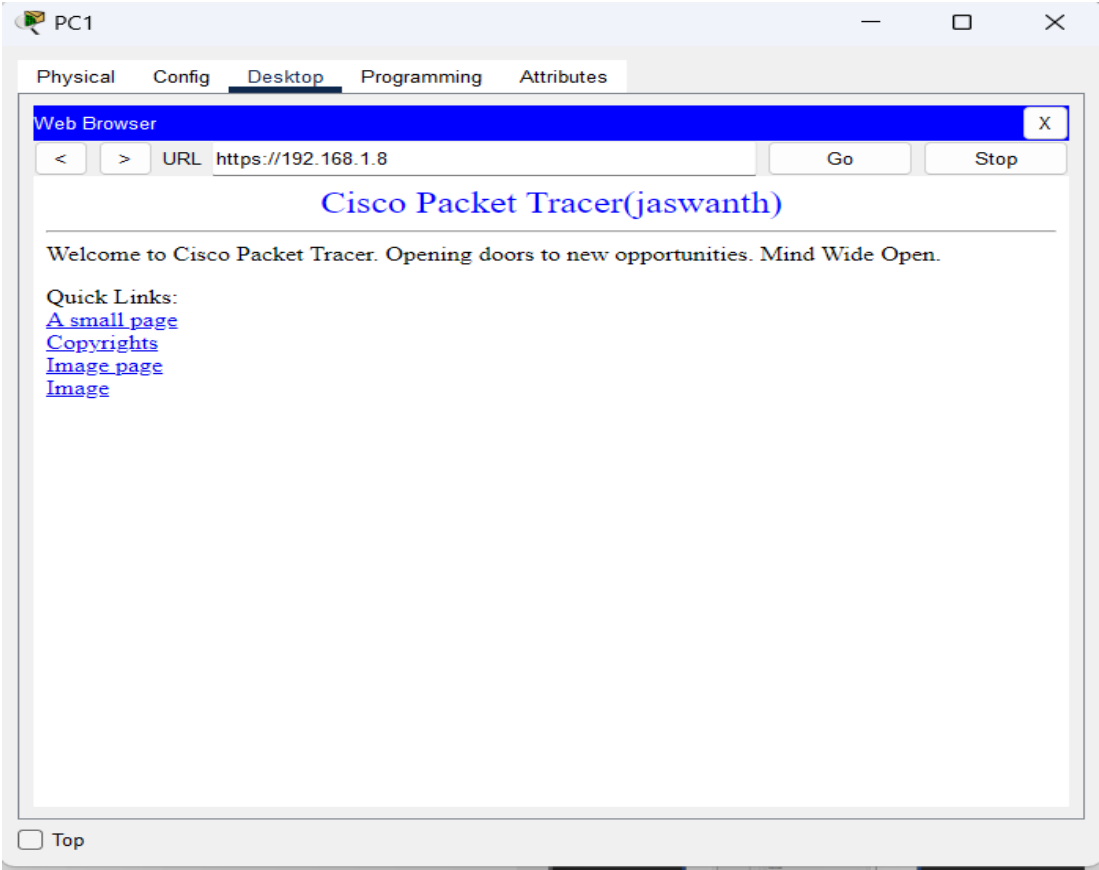 PC1
Physical Config Desktop Programming Attributes
Web Browser X
< > URL https://192.168.1.8 Go Stop
Cisco Packet Tracer(jaswanth)
Welcome to Cisco Packet Tracer. Opening doors to new opportunities. Mind Wide Open.
Quick Links:
A small page
Copyrights
Image page
Image
Top